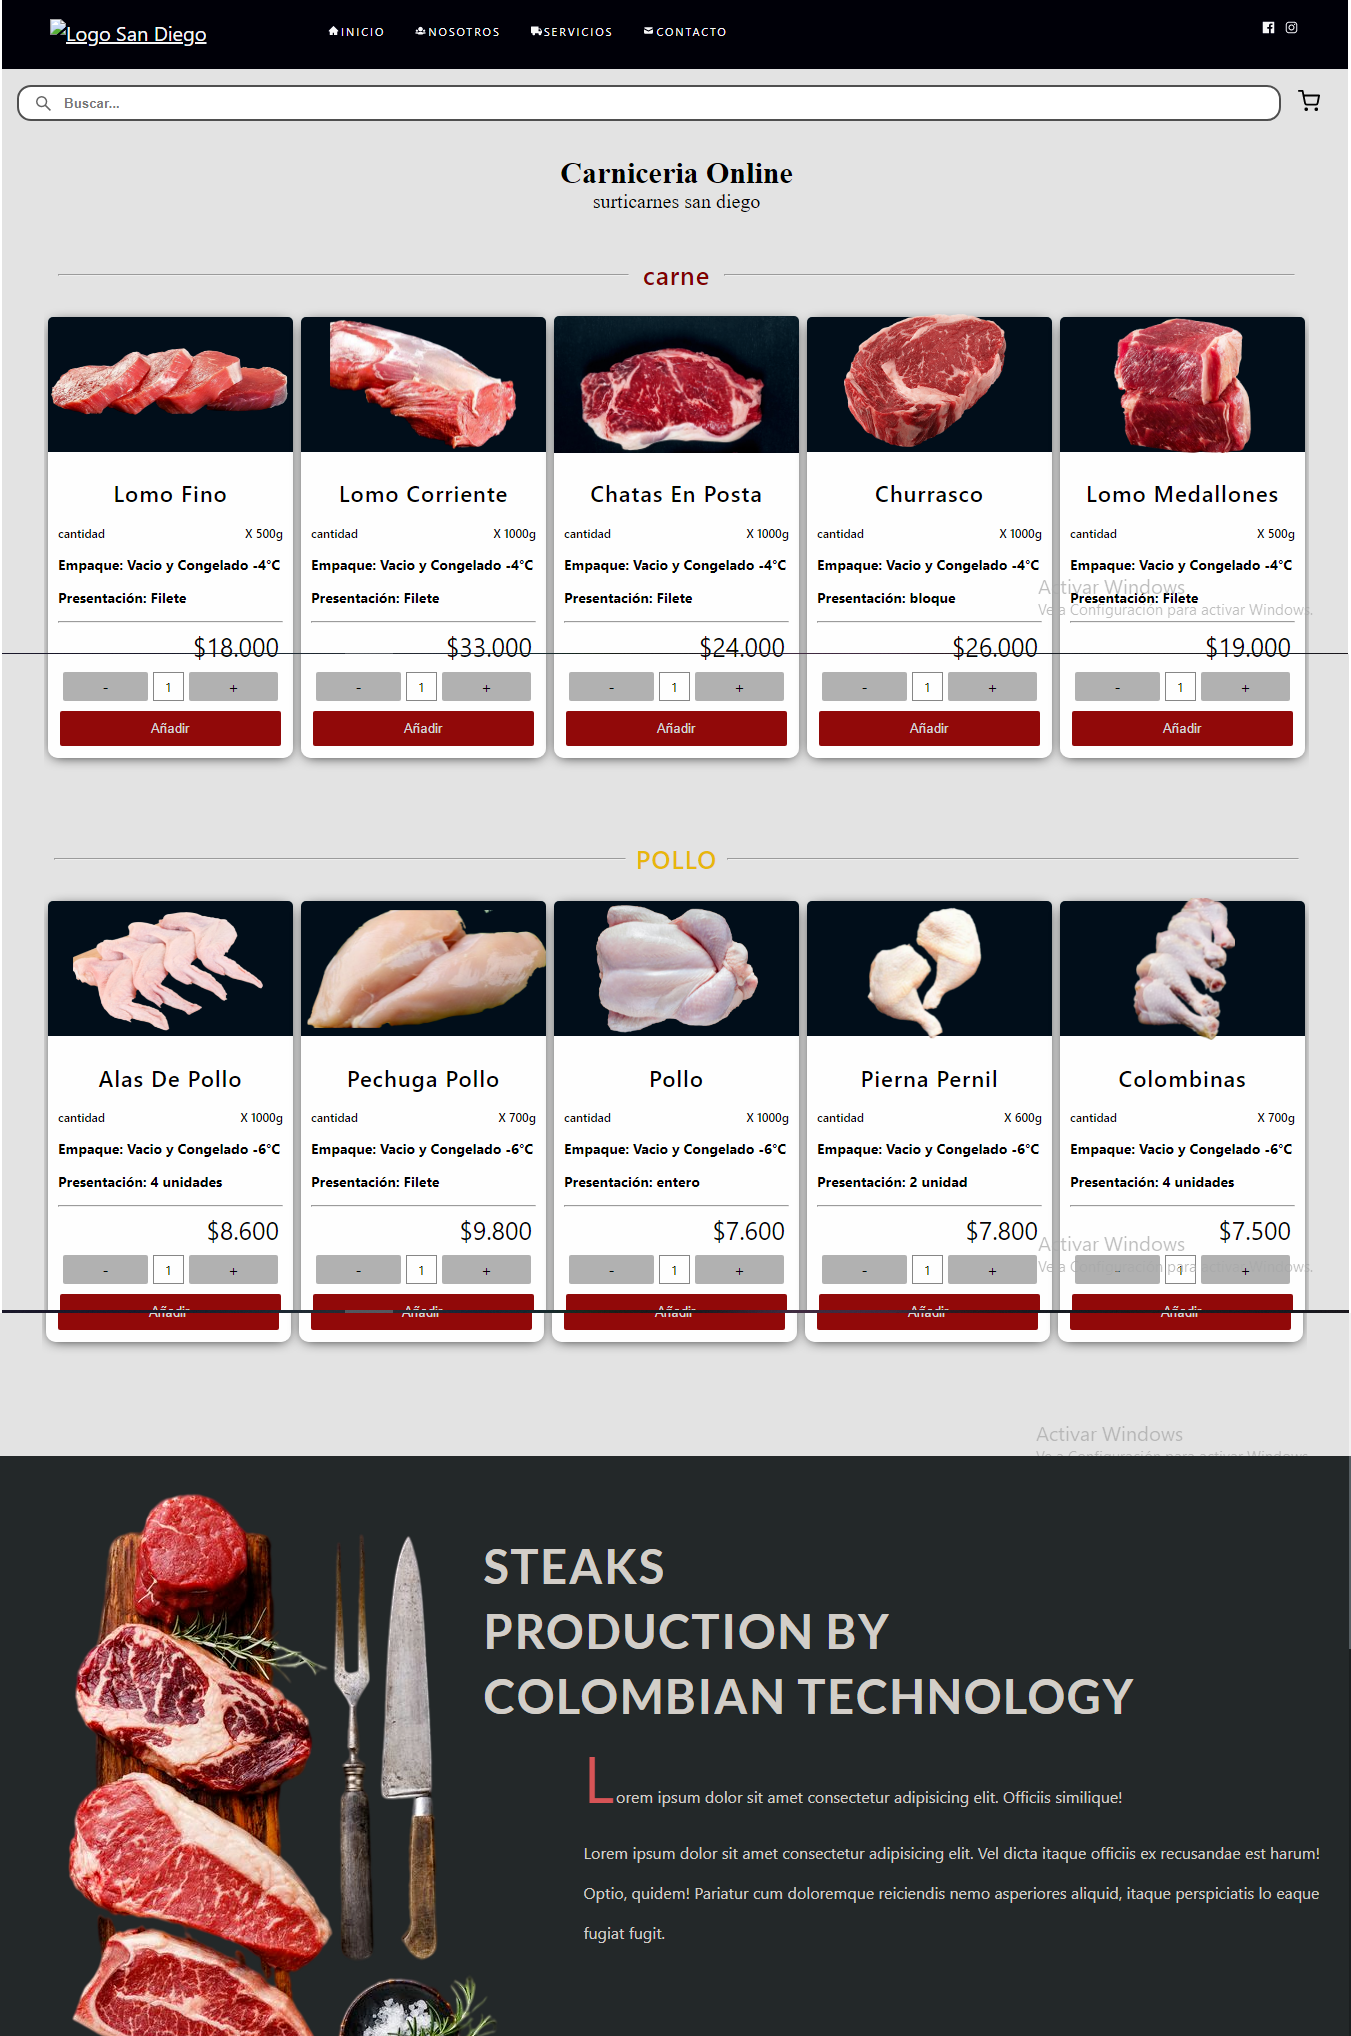 Logo San Diego INICIO NOSOTROS SERVICIOS CONTACTO
Buscar...
Carniceria Online
surticarnes san diego
carne
Lomo Fino
cantidad X 500g
Empaque: Vacio y Congelado -4°C
Presentación: Filete
$18.000
- 1 +
Añadir
Lomo Corriente
cantidad X 1000g
Empaque: Vacio y Congelado -4°C
Presentación: Filete
$33.000
- 1 +
Añadir
Chatas En Posta
cantidad X 1000g
Empaque: Vacio y Congelado -4°C
Presentación: Filete
$24.000
- 1 +
Añadir
Churrasco
cantidad X 1000g
Empaque: Vacio y Congelado -4°C
Presentación: bloque
$26.000
- 1 +
Añadir
Lomo Medallones
cantidad X 500g
Empaque: Vacio y Congelado -4°C
Presentación: Filete
$19.000
- 1 +
Añadir
Activar Windows
Ve a Configuración para activar Windows.
POLLO
Alas De Pollo
cantidad X 1000g
Empaque: Vacio y Congelado -6°C
Presentación: 4 unidades
$8.600
- 1 +
Añadir
Pechuga Pollo
cantidad X 700g
Empaque: Vacio y Congelado -6°C
Presentación: Filete
$9.800
- 1 +
Añadir
Pollo
cantidad X 1000g
Empaque: Vacio y Congelado -6°C
Presentación: entero
$7.600
- 1 +
Añadir
Pierna Pernil
cantidad X 600g
Empaque: Vacio y Congelado -6°C
Presentación: 2 unidad
$7.800
- 1 +
Añadir
Colombinas
cantidad X 700g
Empaque: Vacio y Congelado -6°C
Presentación: 4 unidades
$7.500
- 1 +
Añadir
Activar Windows
Ve a Configuración para activar Windows.
Activar Windows
Ve a Configuración para activar Windows.
STEAKS
PRODUCTION BY
COLOMBIAN TECHNOLOGY
Lorem ipsum dolor sit amet consectetur adipisicing elit. Officiis similique!
Lorem ipsum dolor sit amet consectetur adipisicing elit. Vel dicta itaque officiis ex recusandae est harum!
Optio, quidem! Pariatur cum doloremque reiciendis nemo asperiores aliquid, itaque perspiciatis lo eaque
fugiat fugit.